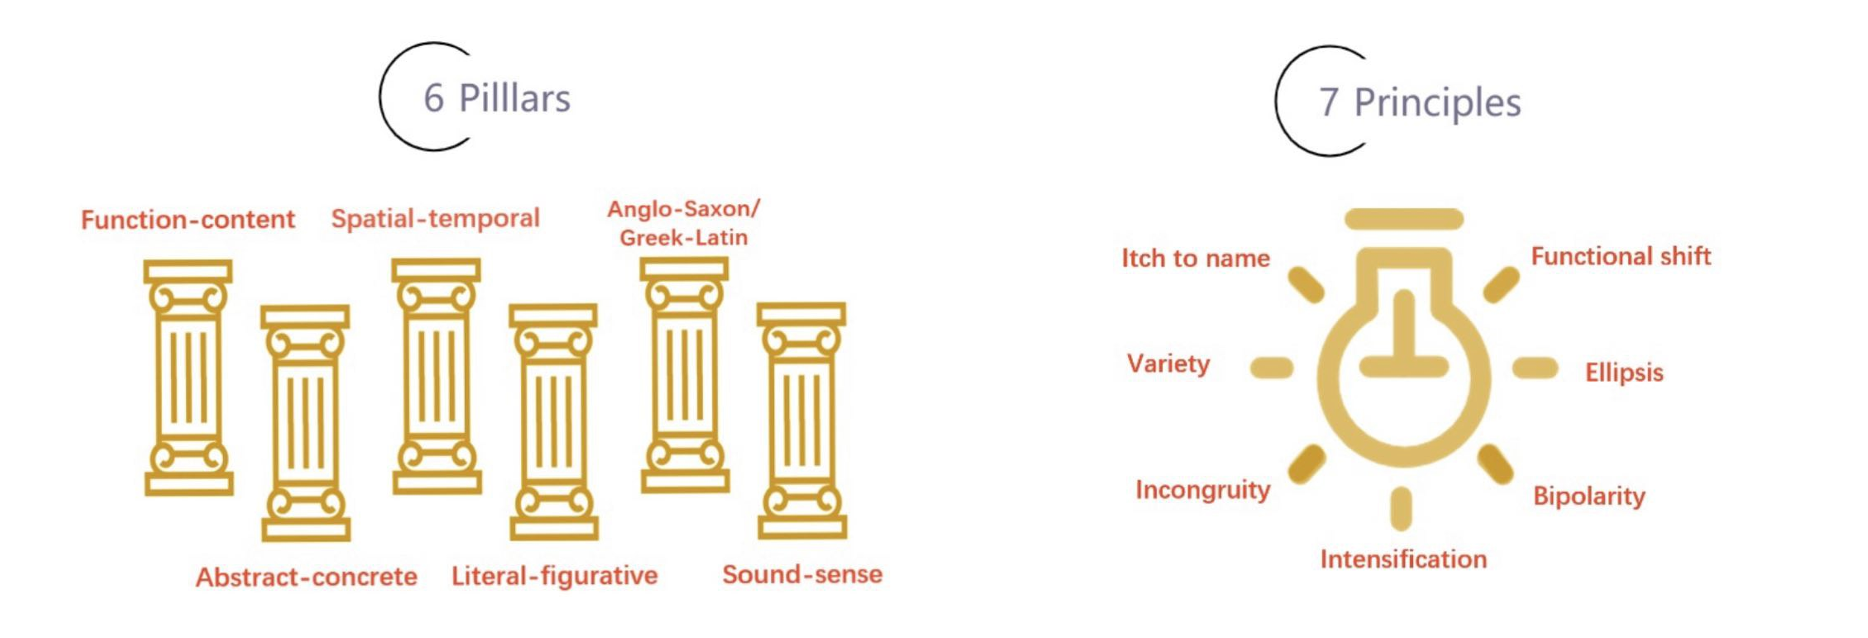 6 Pilllars
Function-content
Spatial-temporal
Anglo-Saxon/
Greek-Latin
Abstract-concrete
Literal-figurative
Sound-sense
7 Principles
Itch to name
Functional shift
Variety
Ellipsis
Incongruity
Bipolarity
Intensification